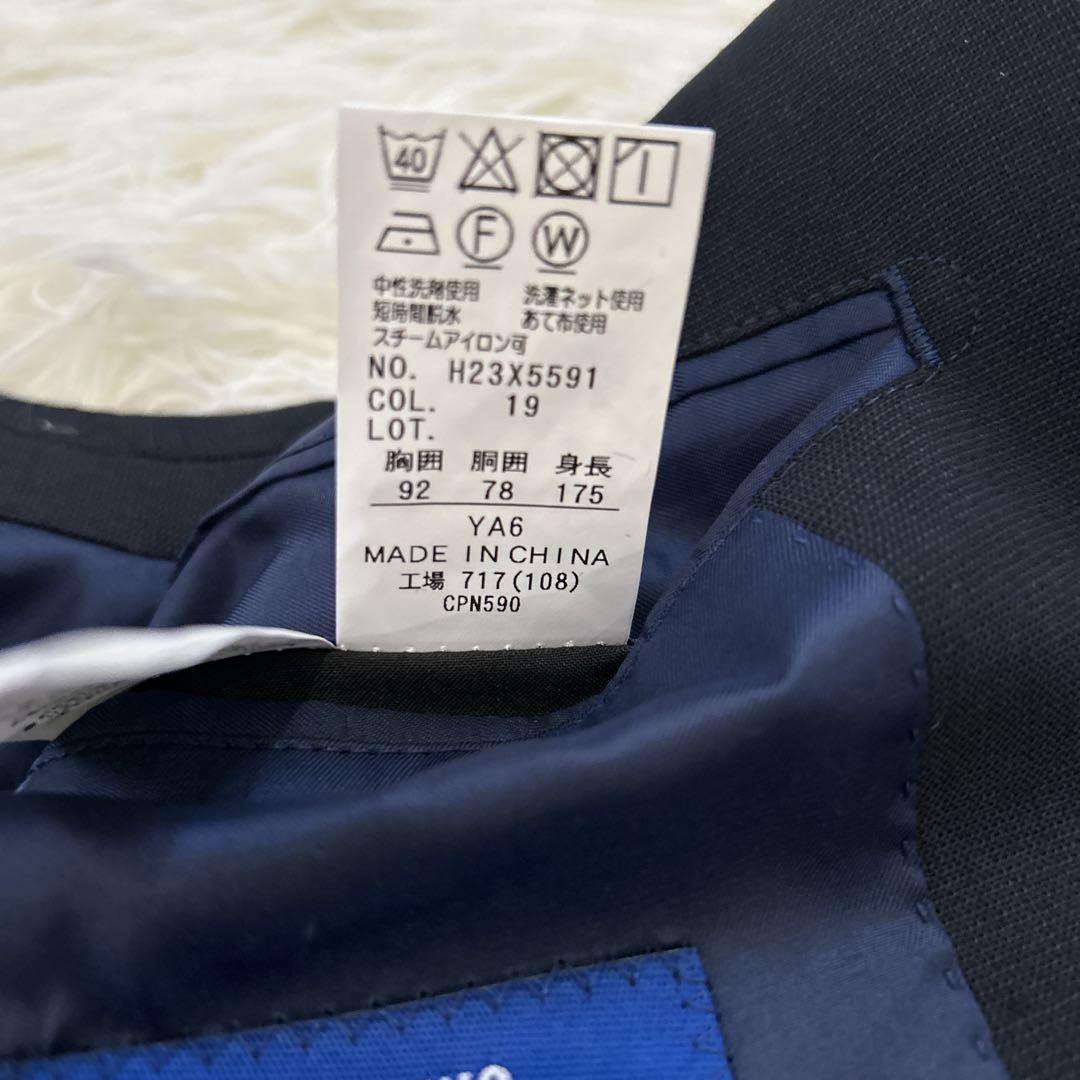 40
F W
中性洗剤使用 洗濯ネット使用
短時間脱水 あて布使用
スチームアイロン可
NO. H23X5591
COL. 19
LOT.
胸囲 胴囲 身長
92 78 175
YA6
MADE IN CHINA
工場 717(108)
CPN590